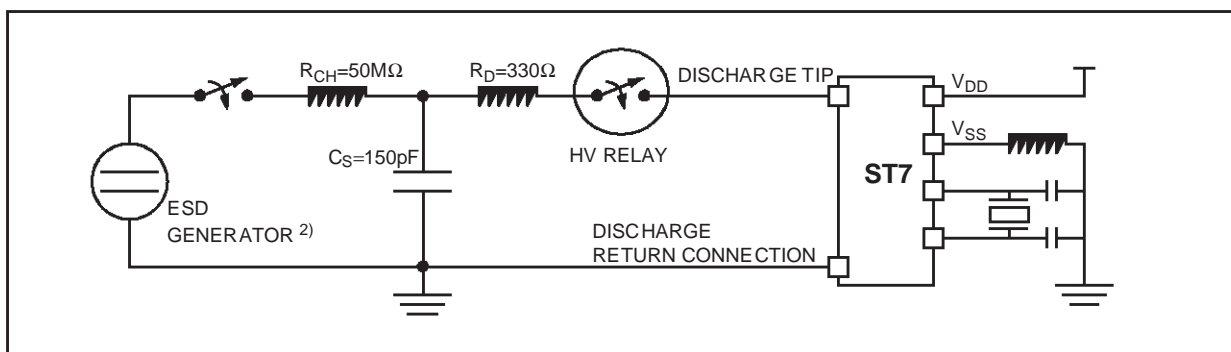 R_CH=50MΩ
R_D=330Ω
DISCHARGE TIP
V_DD
HV RELAY
V_SS
C_S=150pF
ST7
ESD
GENERATOR 2)
DISCHARGE
RETURN CONNECTION